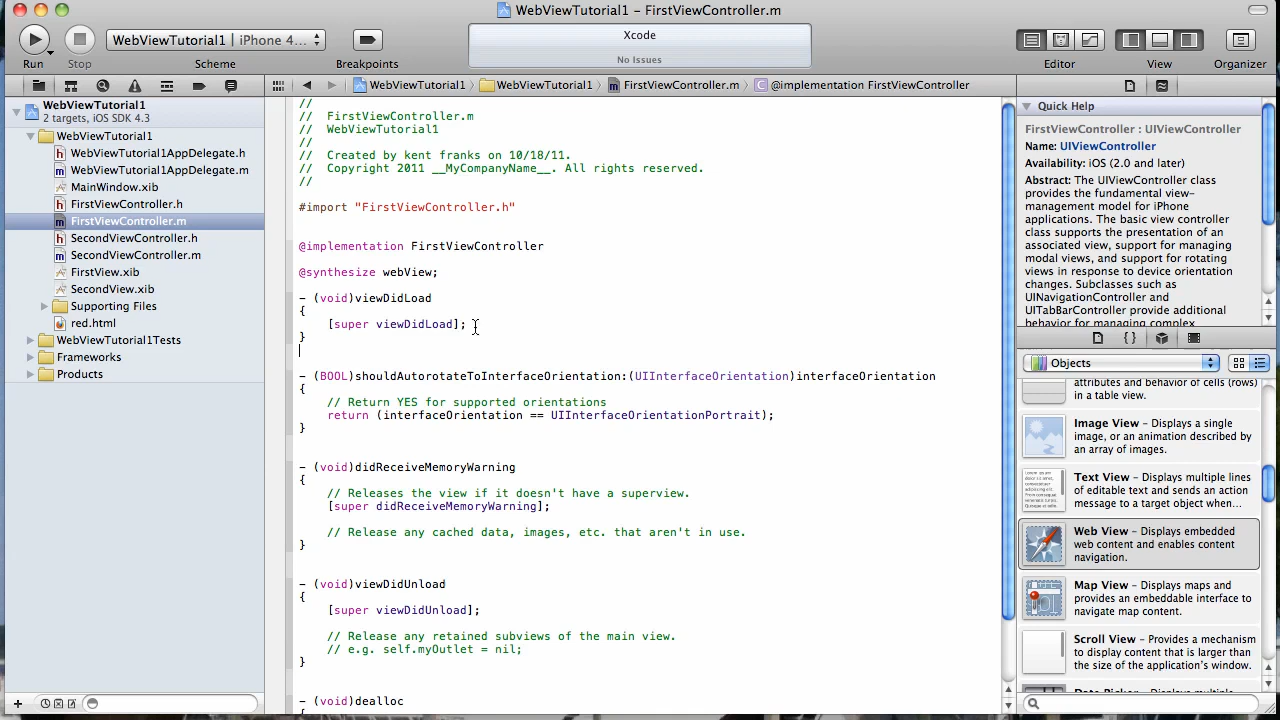 WebViewTutorial1 – FirstViewController.m
Run
WebViewTutorial1 | iPhone 4...
Scheme
Breakpoints
Xcode
No Issues
Editor
View
Organizer
WebViewTutorial1
WebViewTutorial1
FirstViewController.m
@implementation FirstViewController
WebViewTutorial1
2 targets, iOS SDK 4.3
WebViewTutorial1
WebViewTutorial1AppDelegate.h
WebViewTutorial1AppDelegate.m
MainWindow.xib
FirstViewController.h
FirstViewController.m
SecondViewController.h
SecondViewController.m
FirstView.xib
SecondView.xib
Supporting Files
red.html
WebViewTutorial1Tests
Frameworks
Products
//
// FirstViewController.m
// WebViewTutorial1
//
// Created by kent franks on 10/18/11.
// Copyright 2011 __MyCompanyName__. All rights reserved.
//
#import "FirstViewController.h"
@implementation FirstViewController
@synthesize webView;
- (void)viewDidLoad
{
[super viewDidLoad];
}
- (BOOL)shouldAutorotateToInterfaceOrientation:(UIInterfaceOrientation)interfaceOrientation
{
// Return YES for supported orientations
return (interfaceOrientation == UIInterfaceOrientationPortrait);
}
- (void)didReceiveMemoryWarning
{
// Releases the view if it doesn't have a superview.
[super didReceiveMemoryWarning];
// Release any cached data, images, etc. that aren't in use.
}
- (void)viewDidUnload
{
[super viewDidUnload];
// Release any retained subviews of the main view.
// e.g. self.myOutlet = nil;
}
- (void)dealloc
Quick Help
FirstViewController : UIViewController
Name: UIViewController
Availability: iOS (2.0 and later)
Abstract: The UIViewController class
provides the fundamental view-
management model for iPhone
applications. The basic view controller
class supports the presentation of an
associated view, support for managing
modal views, and support for rotating
views in response to device orientation
changes. Subclasses such as
UINavigationController and
UITabBarController provide additional
behavior for managing complex
Objects
attributes and behavior of cells (rows)
in a table view.
Image View – Displays a single
image, or an animation described by
an array of images.
Text View – Displays multiple lines
of editable text and sends an action
message to a target object when...
Web View – Displays embedded
web content and enables content
navigation.
Map View – Displays maps and
provides an embeddable interface to
navigate map content.
Scroll View – Provides a mechanism
to display content that is larger than
the size of the application's window.